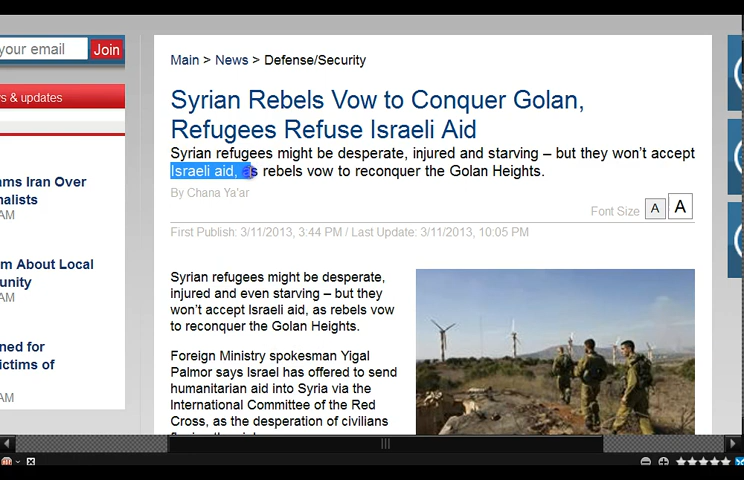 your email Join
Main > News > Defense/Security
s & updates
Syrian Rebels Vow to Conquer Golan,
Refugees Refuse Israeli Aid
Syrian refugees might be desperate, injured and starving – but they won't accept
Israeli aid, as rebels vow to reconquer the Golan Heights.
By Chana Ya'ar
Font Size A A
First Publish: 3/11/2013, 3:44 PM / Last Update: 3/11/2013, 10:05 PM
ams Iran Over
nalists
AM
m About Local
unity
AM
ned for
ictims of
AM
Syrian refugees might be desperate,
injured and even starving – but they
won't accept Israeli aid, as rebels vow
to reconquer the Golan Heights.
Foreign Ministry spokesman Yigal
Palmor says Israel has offered to send
humanitarian aid into Syria via the
International Committee of the Red
Cross, as the desperation of civilians